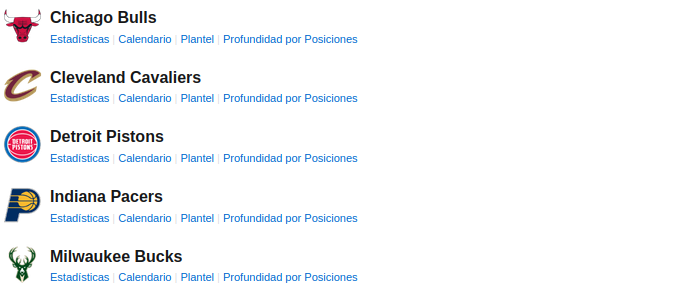 Chicago Bulls
Estadísticas | Calendario | Plantel | Profundidad por Posiciones
Cleveland Cavaliers
Estadísticas | Calendario | Plantel | Profundidad por Posiciones
DETROIT
PISTONS
Detroit Pistons
Estadísticas | Calendario | Plantel | Profundidad por Posiciones
Indiana Pacers
Estadísticas | Calendario | Plantel | Profundidad por Posiciones
Milwaukee Bucks
Estadísticas | Calendario | Plantel | Profundidad por Posiciones